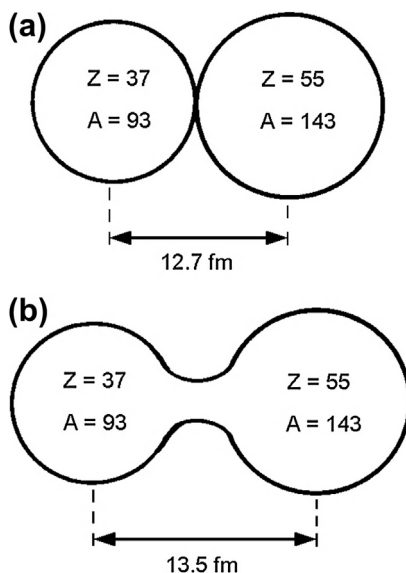 (a)
Z = 37
A = 93
Z = 55
A = 143
12.7 fm
(b)
Z = 37
A = 93
Z = 55
A = 143
13.5 fm